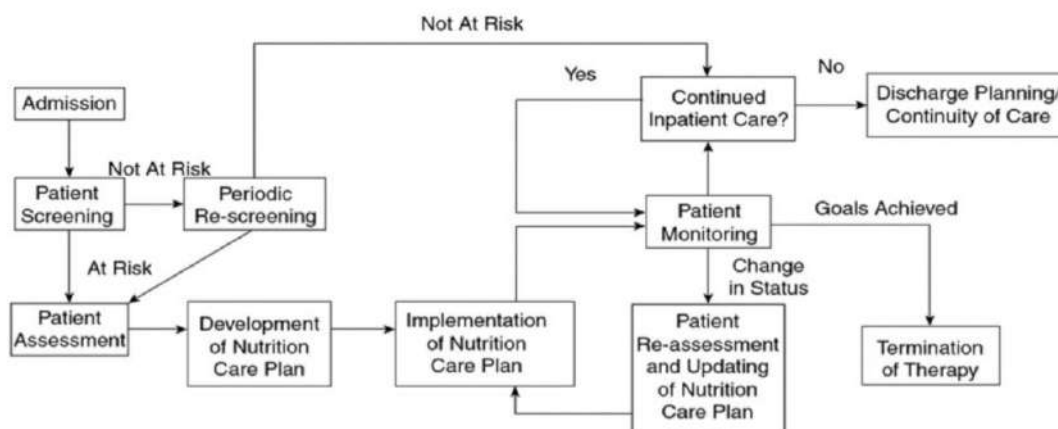 Not At Risk
Yes
No
Admission
Continued
Inpatient Care?
Discharge Planning/
Continuity of Care
Not At Risk
Patient
Screening
Periodic
Re-screening
Patient
Monitoring
Goals Achieved
At Risk
Change
in Status
Patient
Assessment
Development
of Nutrition
Care Plan
Implementation
of Nutrition
Care Plan
Patient
Re-assessment
and Updating
of Nutrition
Care Plan
Termination
of Therapy